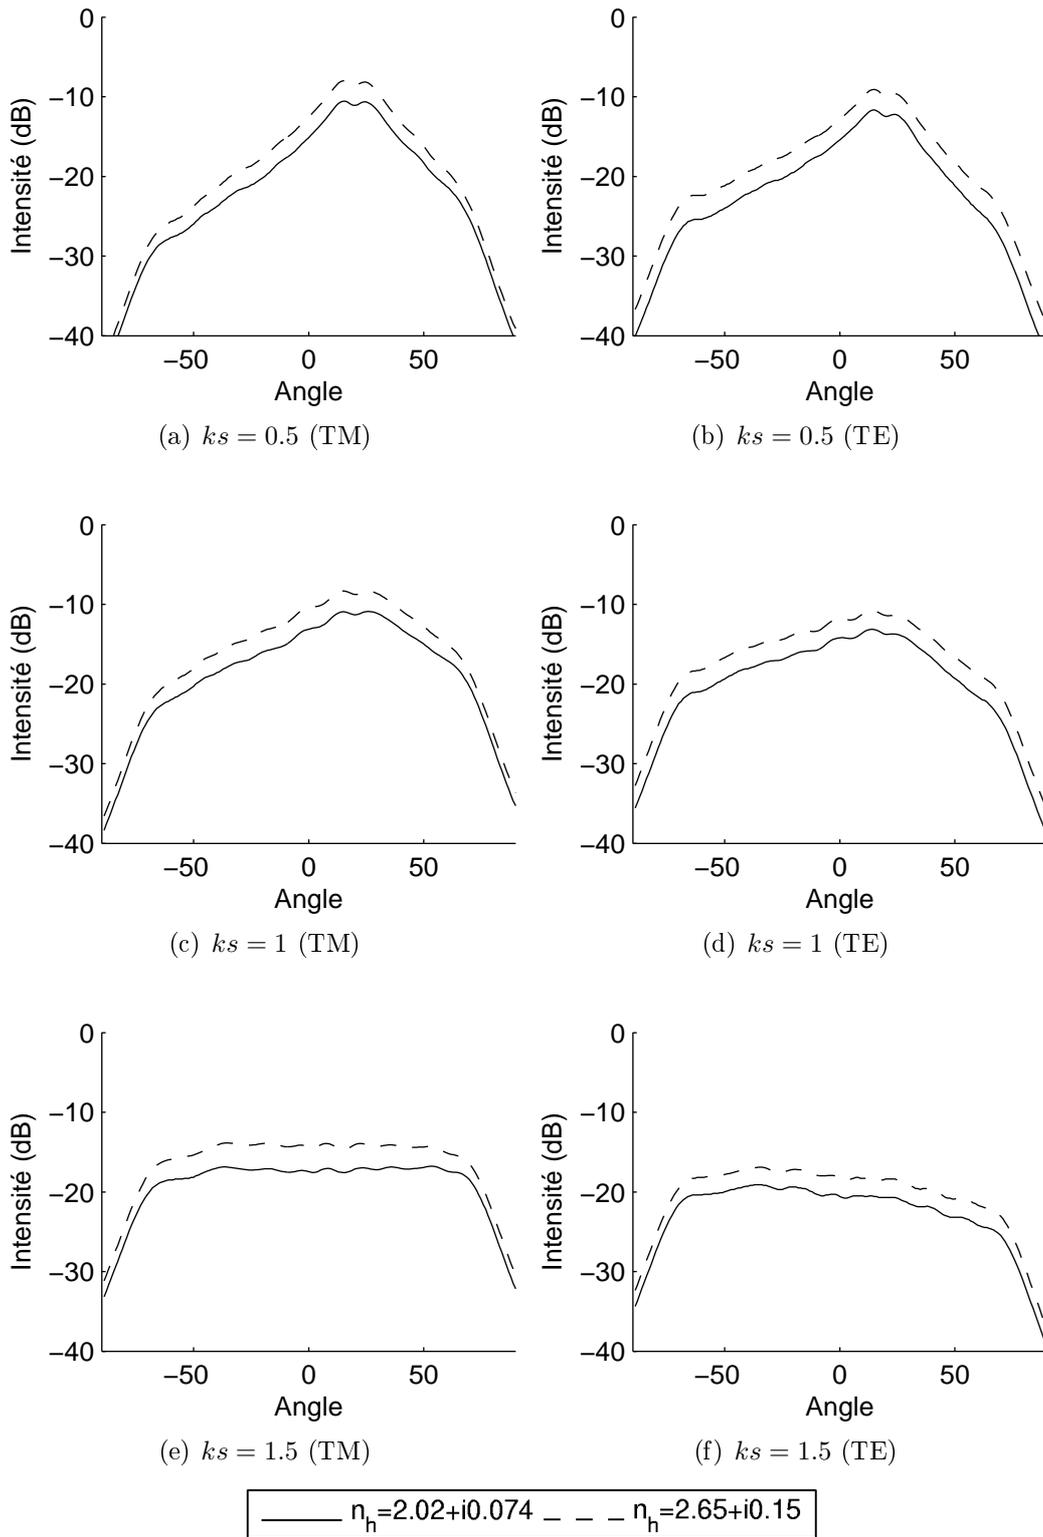 0
−10
−20
−30
−40
Intensité (dB)
−50 0 50
Angle
(a) ks = 0.5 (TM)
0
−10
−20
−30
−40
Intensité (dB)
−50 0 50
Angle
(b) ks = 0.5 (TE)
0
−10
−20
−30
−40
Intensité (dB)
−50 0 50
Angle
(c) ks = 1 (TM)
0
−10
−20
−30
−40
Intensité (dB)
−50 0 50
Angle
(d) ks = 1 (TE)
0
−10
−20
−30
−40
Intensité (dB)
−50 0 50
Angle
(e) ks = 1.5 (TM)
0
−10
−20
−30
−40
Intensité (dB)
−50 0 50
Angle
(f) ks = 1.5 (TE)
n_h=2.02+i0.074 n_h=2.65+i0.15